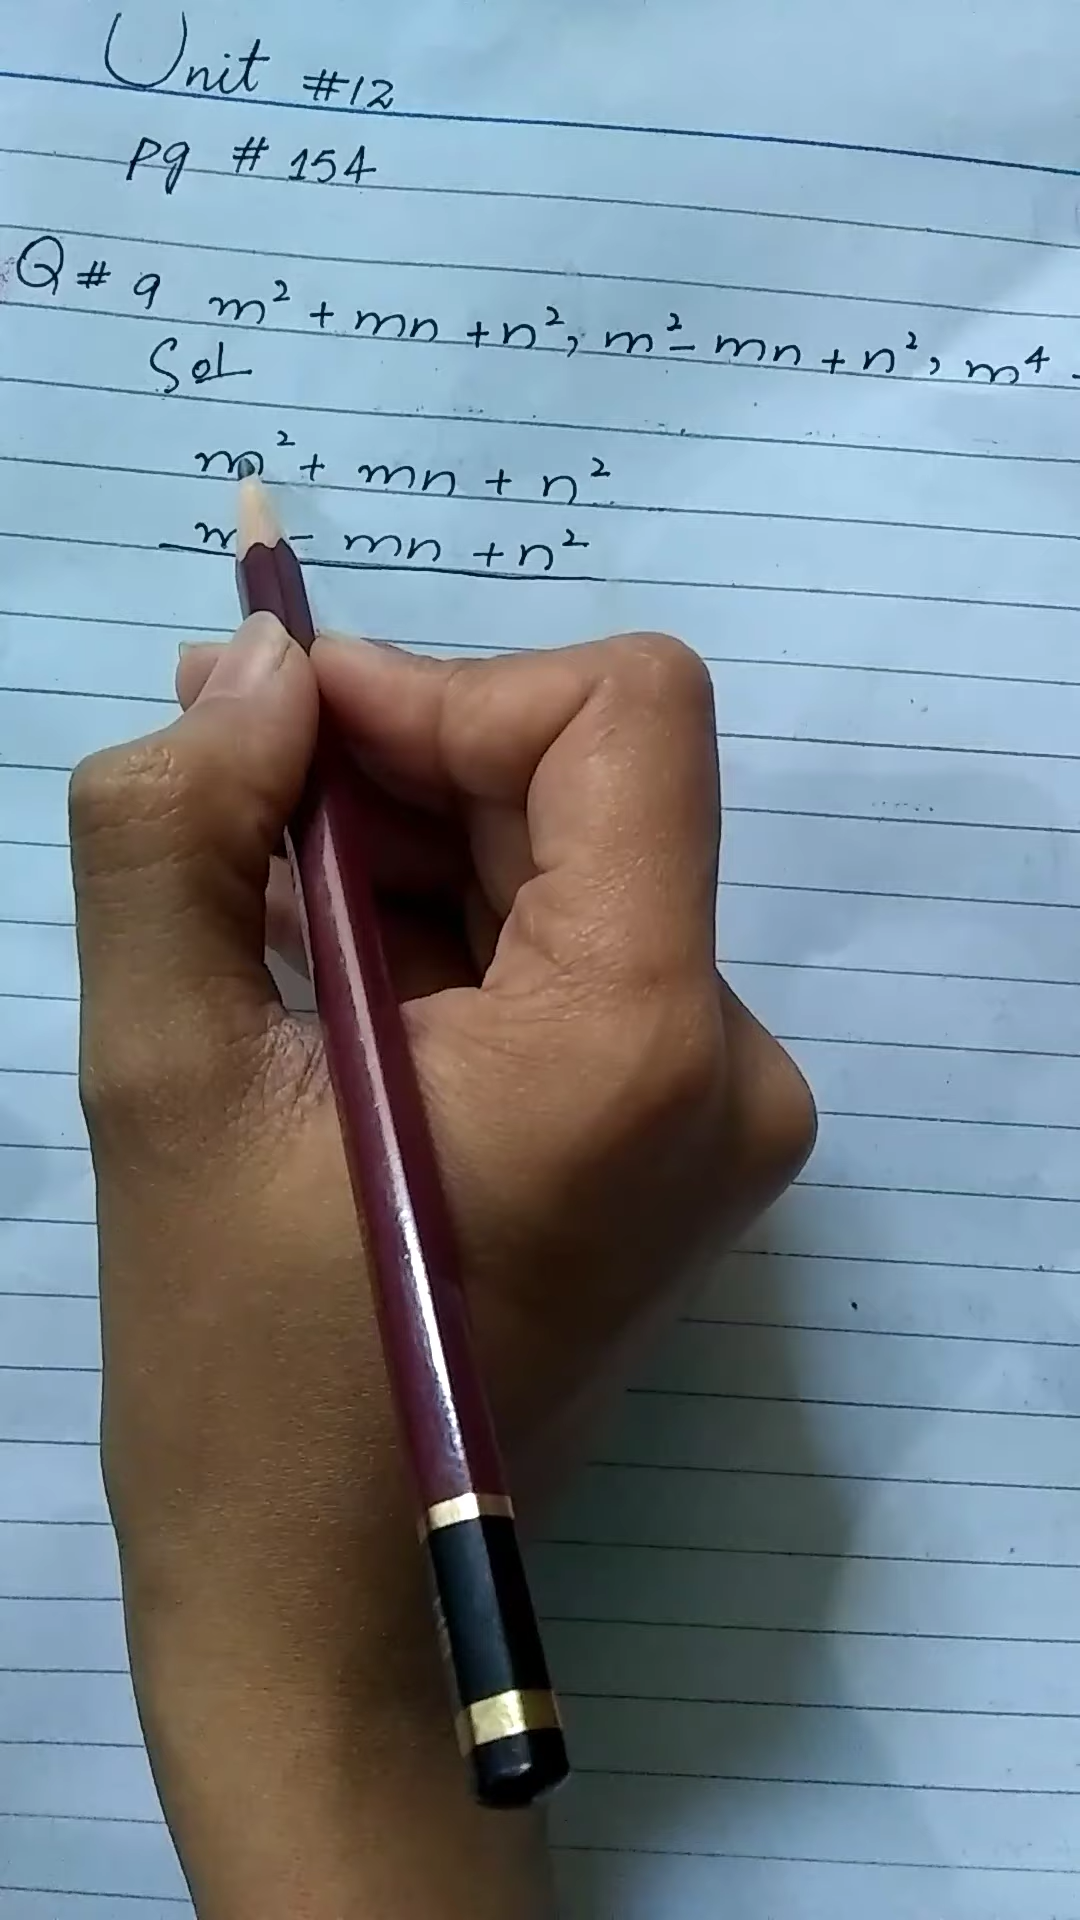 Unit #12
pg # 154
Q # 9 m² + mn + n², m² - mn + n², m⁴ -
Sol
m² + mn + n²
m - mn + n²